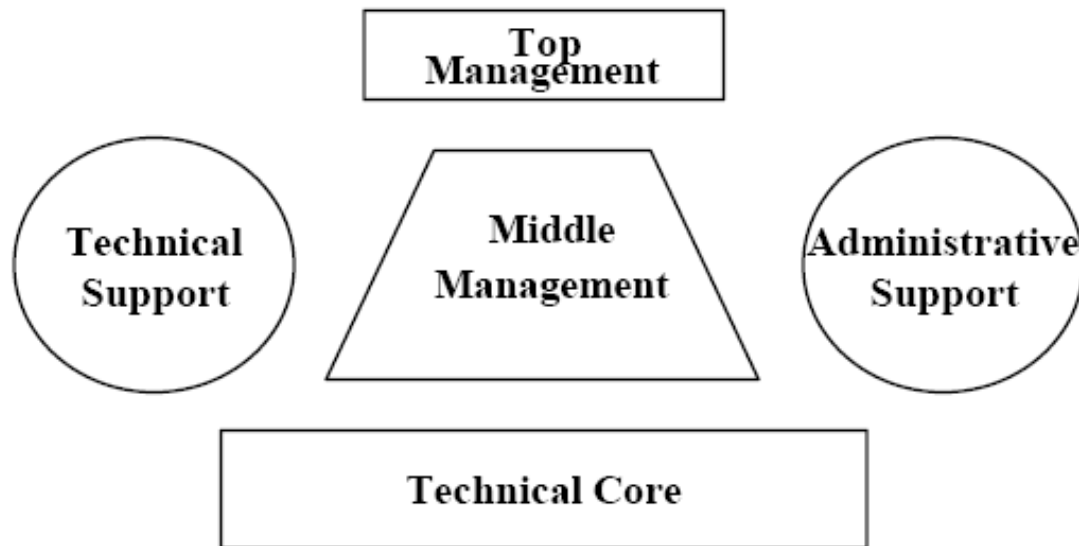 Top
Management
Technical
Support
Middle
Management
Administrative
Support
Technical Core